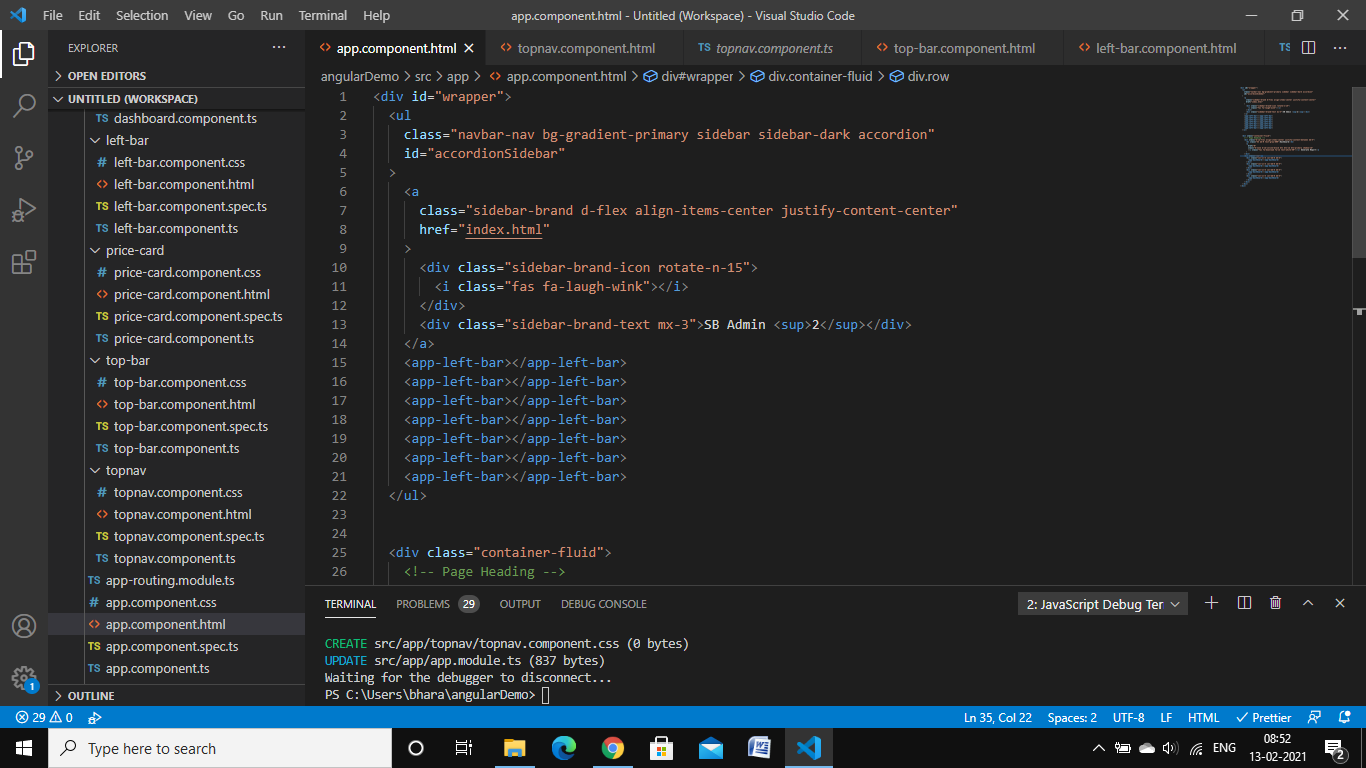 File Edit Selection View Go Run Terminal Help app.component.html - Untitled (Workspace) - Visual Studio Code
EXPLORER
OPEN EDITORS
UNTITLED (WORKSPACE)
TS dashboard.component.ts
left-bar
# left-bar.component.css
<> left-bar.component.html
TS left-bar.component.spec.ts
TS left-bar.component.ts
price-card
# price-card.component.css
<> price-card.component.html
TS price-card.component.spec.ts
TS price-card.component.ts
top-bar
# top-bar.component.css
<> top-bar.component.html
TS top-bar.component.spec.ts
TS top-bar.component.ts
topnav
# topnav.component.css
<> topnav.component.html
TS topnav.component.spec.ts
TS topnav.component.ts
TS app-routing.module.ts
# app.component.css
<> app.component.html
TS app.component.spec.ts
TS app.component.ts
OUTLINE
<> app.component.html <> topnav.component.html TS topnav.component.ts <> top-bar.component.html <> left-bar.component.html TS
angularDemo > src > app > <> app.component.html > div#wrapper > div.container-fluid > div.row
1 <div id="wrapper">
2 <ul
3 class="navbar-nav bg-gradient-primary sidebar sidebar-dark accordion"
4 id="accordionSidebar"
5 >
6 <a
7 class="sidebar-brand d-flex align-items-center justify-content-center"
8 href="index.html"
9 >
10 <div class="sidebar-brand-icon rotate-n-15">
11 <i class="fas fa-laugh-wink"></i>
12 </div>
13 <div class="sidebar-brand-text mx-3">SB Admin <sup>2</sup></div>
14 </a>
15 <app-left-bar></app-left-bar>
16 <app-left-bar></app-left-bar>
17 <app-left-bar></app-left-bar>
18 <app-left-bar></app-left-bar>
19 <app-left-bar></app-left-bar>
20 <app-left-bar></app-left-bar>
21 <app-left-bar></app-left-bar>
22 </ul>
23
24
25 <div class="container-fluid">
26 <!-- Page Heading -->
TERMINAL PROBLEMS 29 OUTPUT DEBUG CONSOLE 2: JavaScript Debug Ter
CREATE src/app/topnav/topnav.component.css (0 bytes)
UPDATE src/app/app.module.ts (837 bytes)
Waiting for the debugger to disconnect...
PS C:\Users\bhara\angularDemo>
1
29 0 Ln 35, Col 22 Spaces: 2 UTF-8 LF HTML Prettier
Type here to search
W
ENG
08:52
13-02-2021
2